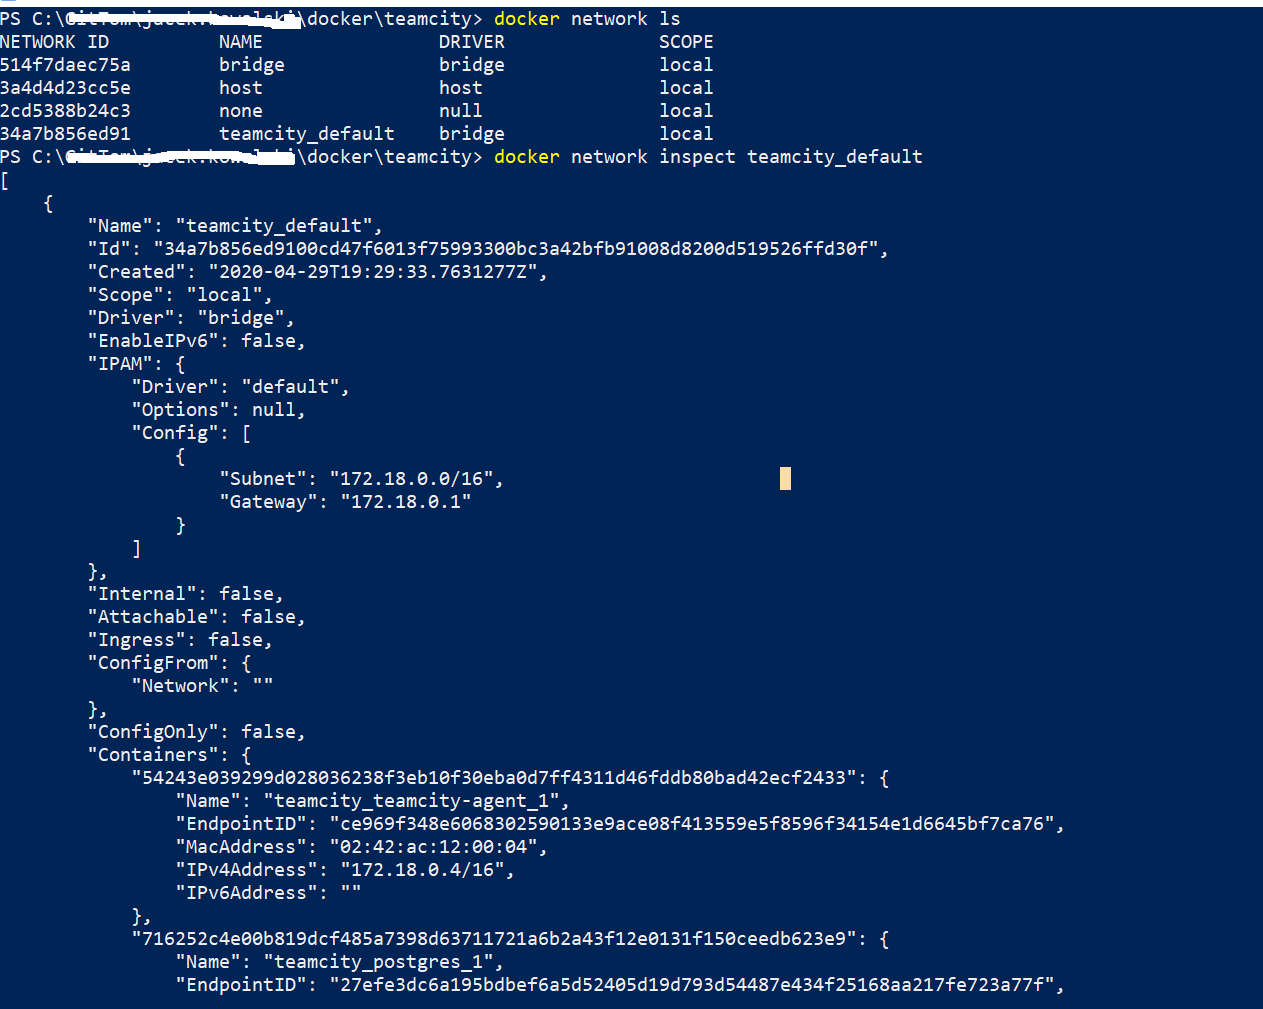 PS C:\ \docker\teamcity> docker network ls
NETWORK ID NAME DRIVER SCOPE
514f7daec75a bridge bridge local
3a4d4d23cc5e host host local
2cd5388b24c3 none null local
34a7b856ed91 teamcity_default bridge local
PS C:\ \docker\teamcity> docker network inspect teamcity_default
[
    {
        "Name": "teamcity_default",
        "Id": "34a7b856ed9100cd47f6013f75993300bc3a42bfb91008d8200d519526ffd30f",
        "Created": "2020-04-29T19:29:33.7631277Z",
        "Scope": "local",
        "Driver": "bridge",
        "EnableIPv6": false,
        "IPAM": {
            "Driver": "default",
            "Options": null,
            "Config": [
                {
                    "Subnet": "172.18.0.0/16",
                    "Gateway": "172.18.0.1"
                }
            ]
        },
        "Internal": false,
        "Attachable": false,
        "Ingress": false,
        "ConfigFrom": {
            "Network": ""
        },
        "ConfigOnly": false,
        "Containers": {
            "54243e039299d028036238f3eb10f30eba0d7ff4311d46fddb80bad42ecf2433": {
                "Name": "teamcity_teamcity-agent_1",
                "EndpointID": "ce969f348e6068302590133e9ace08f413559e5f8596f34154e1d6645bf7ca76",
                "MacAddress": "02:42:ac:12:00:04",
                "IPv4Address": "172.18.0.4/16",
                "IPv6Address": ""
            },
            "716252c4e00b819dcf485a7398d63711721a6b2a43f12e0131f150ceedb623e9": {
                "Name": "teamcity_postgres_1",
                "EndpointID": "27efe3dc6a195bdbef6a5d52405d19d793d54487e434f25168aa217fe723a77f",